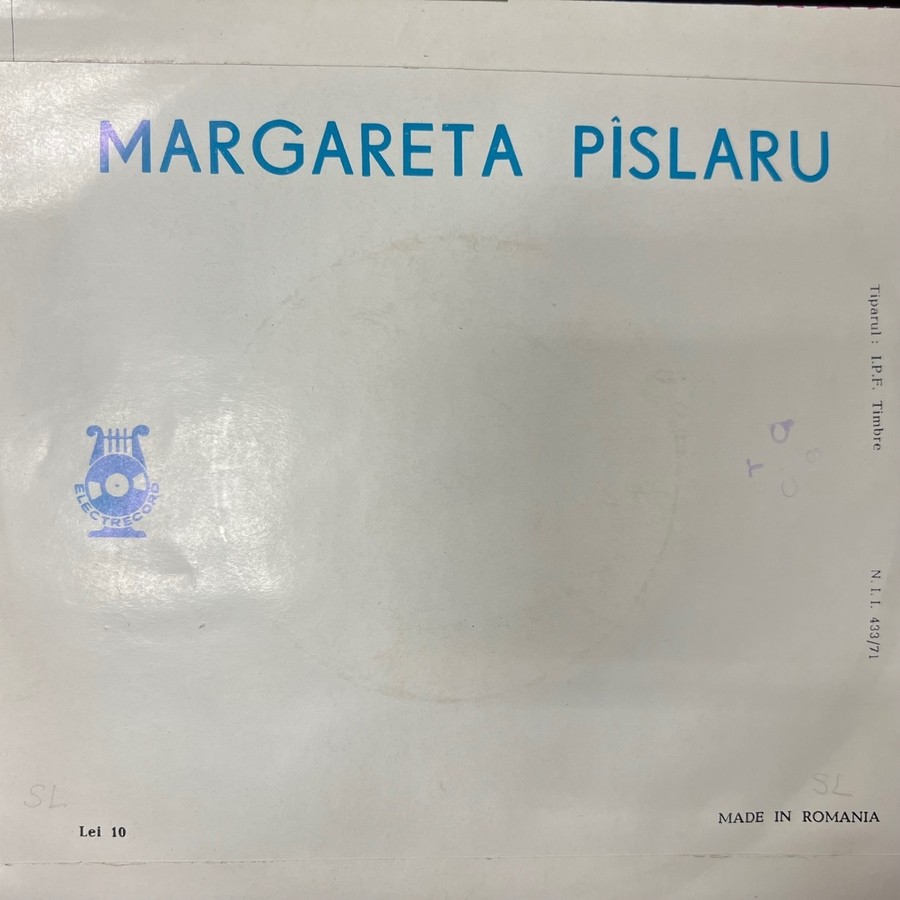 MARGARETA PÎSLARU
Tiparul: I.P.F. Timbre
ELECTRECORD
N. I. I. 433/71
SL
SL
Lei 10
MADE IN ROMANIA